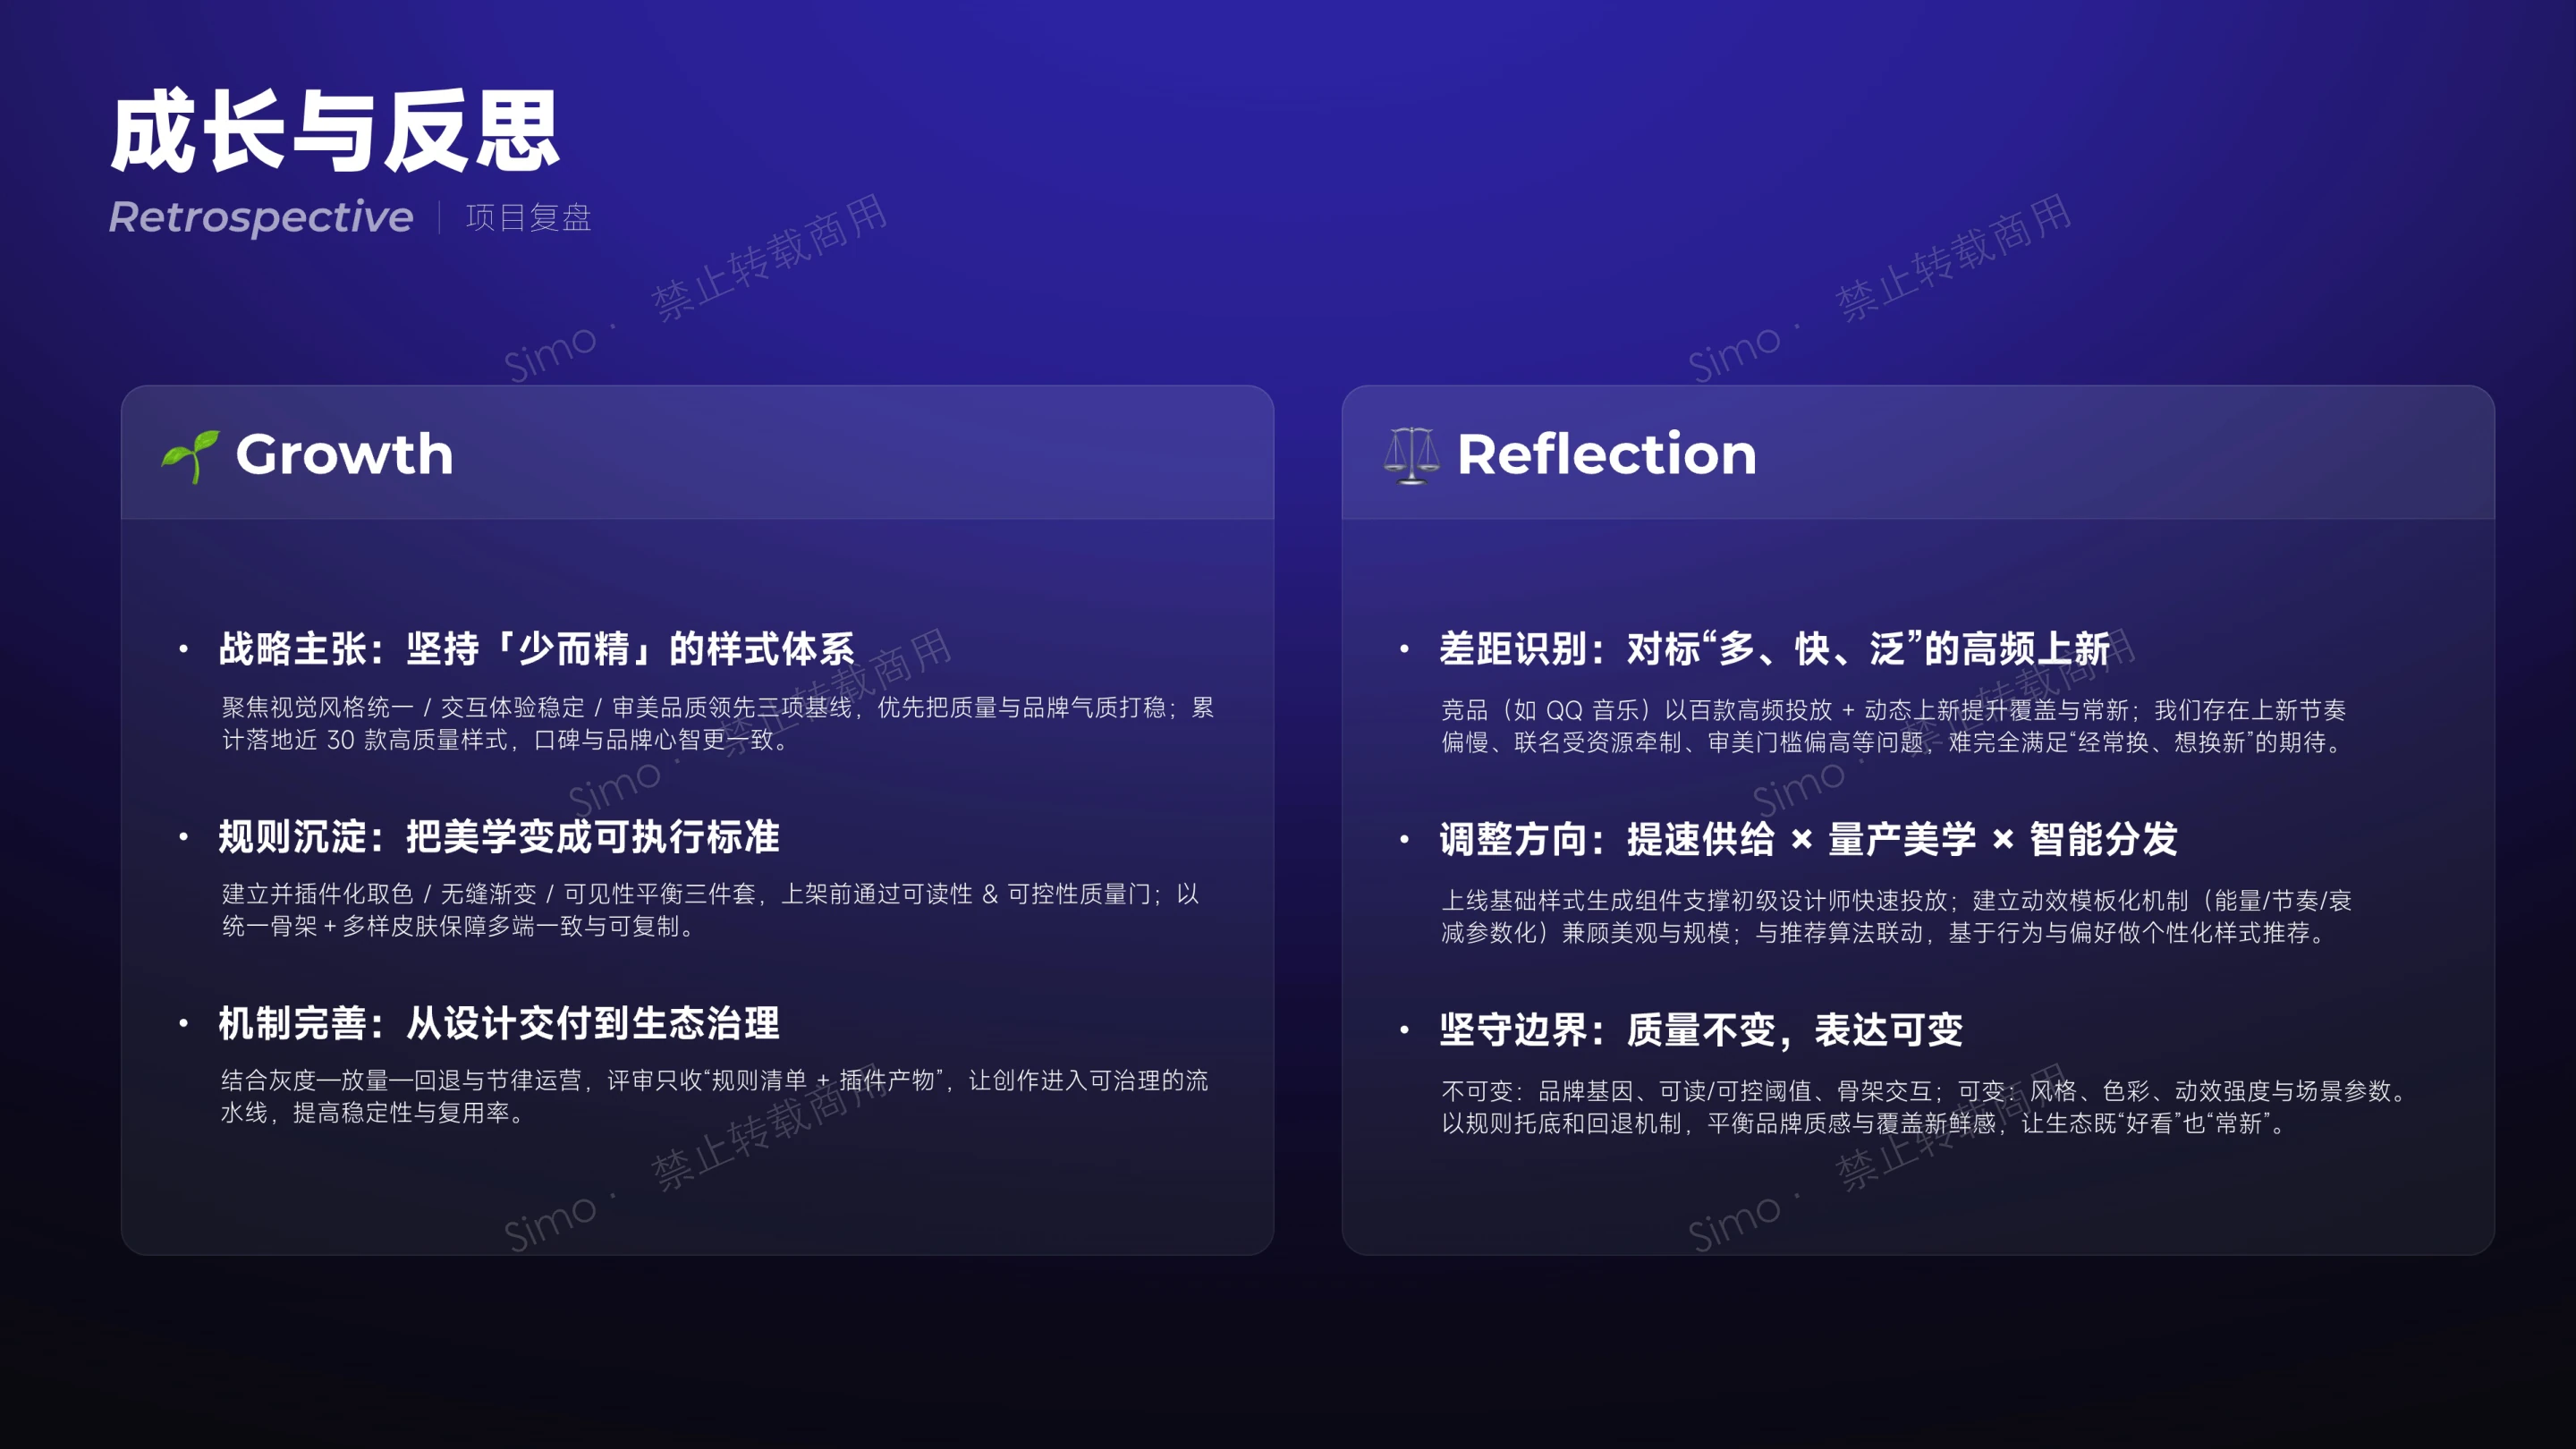 成长与反思
Retrospective | 项目复盘
Simo · 禁止转载商用
Simo · 禁止转载商用
🌱 Growth
• 战略主张：坚持「少而精」的样式体系
聚焦视觉风格统一 / 交互体验稳定 / 审美品质领先三项基线，优先把质量与品牌气质打稳；累
计落地近 30 款高质量样式，口碑与品牌心智更一致。
Simo · 禁止转载商用
• 规则沉淀：把美学变成可执行标准
建立并插件化取色 / 无缝渐变 / 可见性平衡三件套，上架前通过可读性 & 可控性质量门；以
统一骨架 + 多样皮肤保障多端一致与可复制。
• 机制完善：从设计交付到生态治理
结合灰度—放量—回退与节律运营，评审只收“规则清单 + 插件产物”，让创作进入可治理的流
水线，提高稳定性与复用率。
Simo · 禁止转载商用
⚖️ Reflection
• 差距识别：对标“多、快、泛”的高频上新
竞品（如 QQ 音乐）以百款高频投放 + 动态上新提升覆盖与常新；我们存在上新节奏
偏慢、联名受资源牵制、审美门槛偏高等问题，难完全满足“经常换、想换新”的期待。
Simo · 禁止转载商用
• 调整方向：提速供给 × 量产美学 × 智能分发
上线基础样式生成组件支撑初级设计师快速投放；建立动效模板化机制（能量/节奏/衰
减参数化）兼顾美观与规模；与推荐算法联动，基于行为与偏好做个性化样式推荐。
• 坚守边界：质量不变，表达可变
不可变：品牌基因、可读/可控阈值、骨架交互；可变：风格、色彩、动效强度与场景参数。
以规则托底和回退机制，平衡品牌质感与覆盖新鲜感，让生态既“好看”也“常新”。
Simo · 禁止转载商用